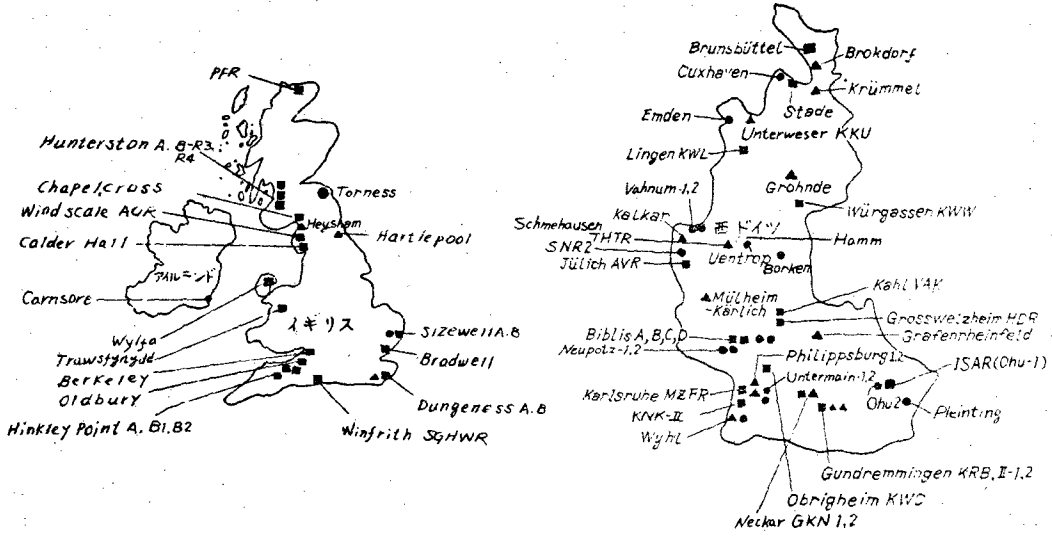 PFR
Hunterston A. B-R3.
R4
Chapelcross
Windscale AGR
Calder Hall
Torness
Heysham
Hartlepool
アイルランド
Carnsore
イギリス
Wylfa
Trawsfynydd
Berkeley
Oldbury
Hinkley Point A. B1. B2
Sizewell A.B
Bradwell
Dungeness A.B
Winfrith SGHWR
Brunsbüttel
Brokdorf
Cuxhaven
Krümmel
Stade
Emden
Unterweser KKU
Lingen KWL
Grohnde
Vahnum-1,2
Würgassen KWW
Kalkar
Schmehausen
THTR
西ドイツ
Hamm
SNR2
Uentrop
Borken
Jülich AVR
Kahl VAK
Mülheim
-Kärlich
Grosswelzheim HDR
Grafenrheinfeld
Biblis A,B,C,D
Neupotz-1,2
Philippsburg 1,2
ISAR(Ohu-1)
Untermain-1,2
Karlsruhe MZFR
Ohu2
KNK-II
Pleinting
Wyhl
Gundremmingen KRB, II-1,2
Obrigheim KWO
Neckar GKN 1,2